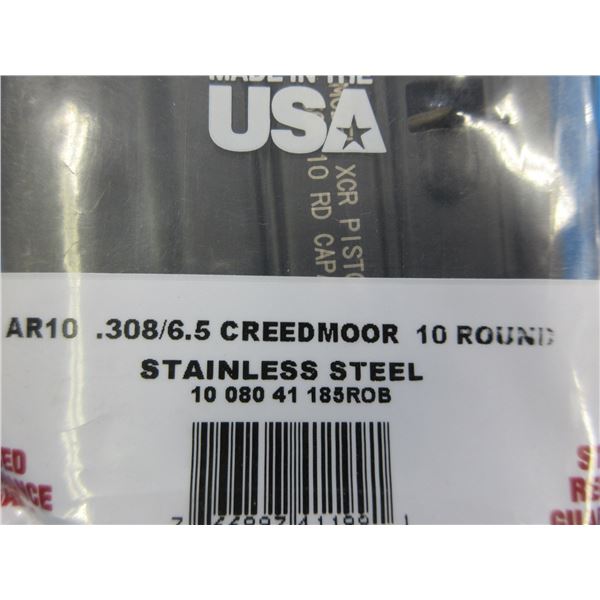 MADE IN THE
USA
XCR PISTO
10 RD CAP
AR10 .308/6.5 CREEDMOOR 10 ROUND
STAINLESS STEEL
10 080 41 185ROB